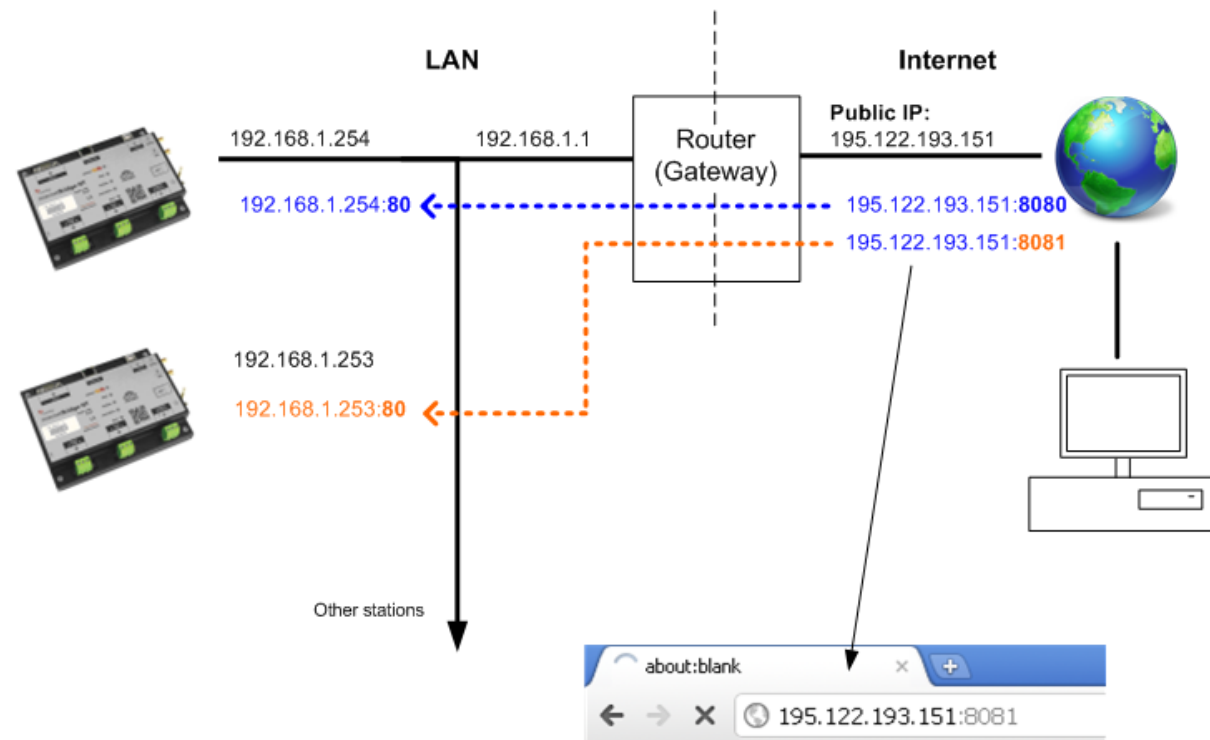 LAN
Internet
192.168.1.254
192.168.1.1
Router
(Gateway)
Public IP:
195.122.193.151
192.168.1.254:80
195.122.193.151:8080
195.122.193.151:8081
192.168.1.253
192.168.1.253:80
Other stations
about:blank
195.122.193.151:8081